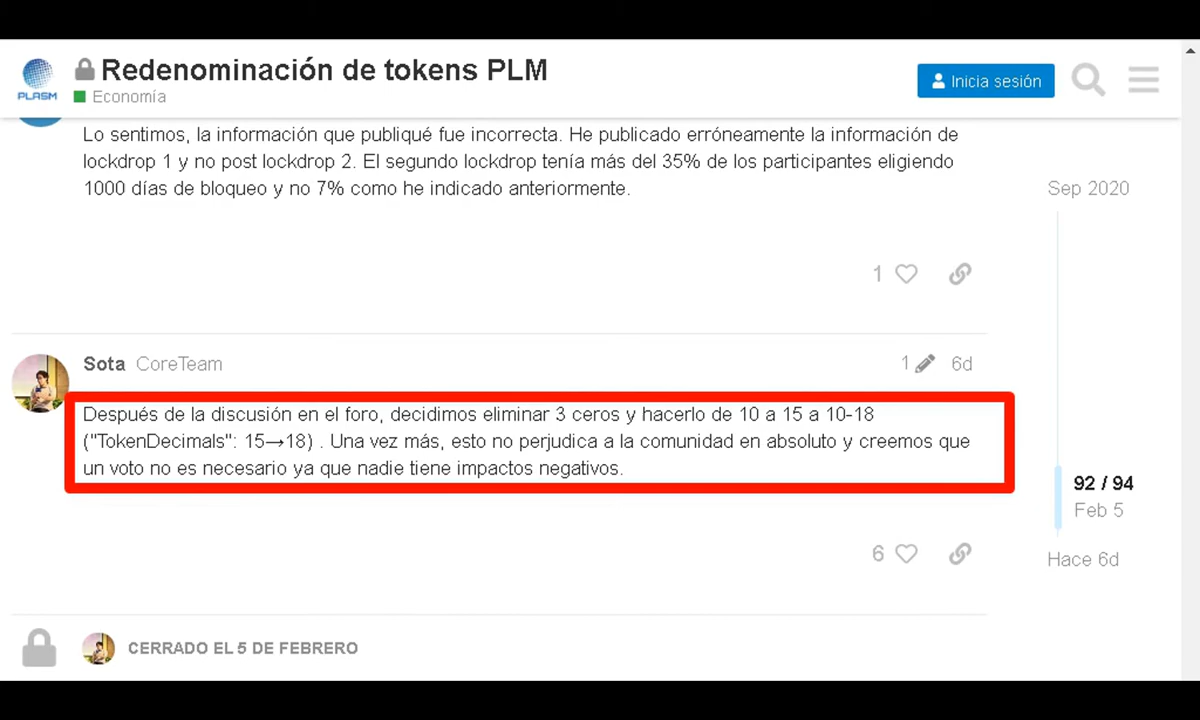 Redenominación de tokens PLM
PLASM
Economía
Inicia sesión
Lo sentimos, la información que publiqué fue incorrecta. He publicado erróneamente la información de
lockdrop 1 y no post lockdrop 2. El segundo lockdrop tenía más del 35% de los participantes eligiendo
1000 días de bloqueo y no 7% como he indicado anteriormente.
Sep 2020
1
Sota CoreTeam
1 6d
Después de la discusión en el foro, decidimos eliminar 3 ceros y hacerlo de 10 a 15 a 10-18
("TokenDecimals": 15→18) . Una vez más, esto no perjudica a la comunidad en absoluto y creemos que
un voto no es necesario ya que nadie tiene impactos negativos.
92 / 94
Feb 5
6
Hace 6d
CERRADO EL 5 DE FEBRERO